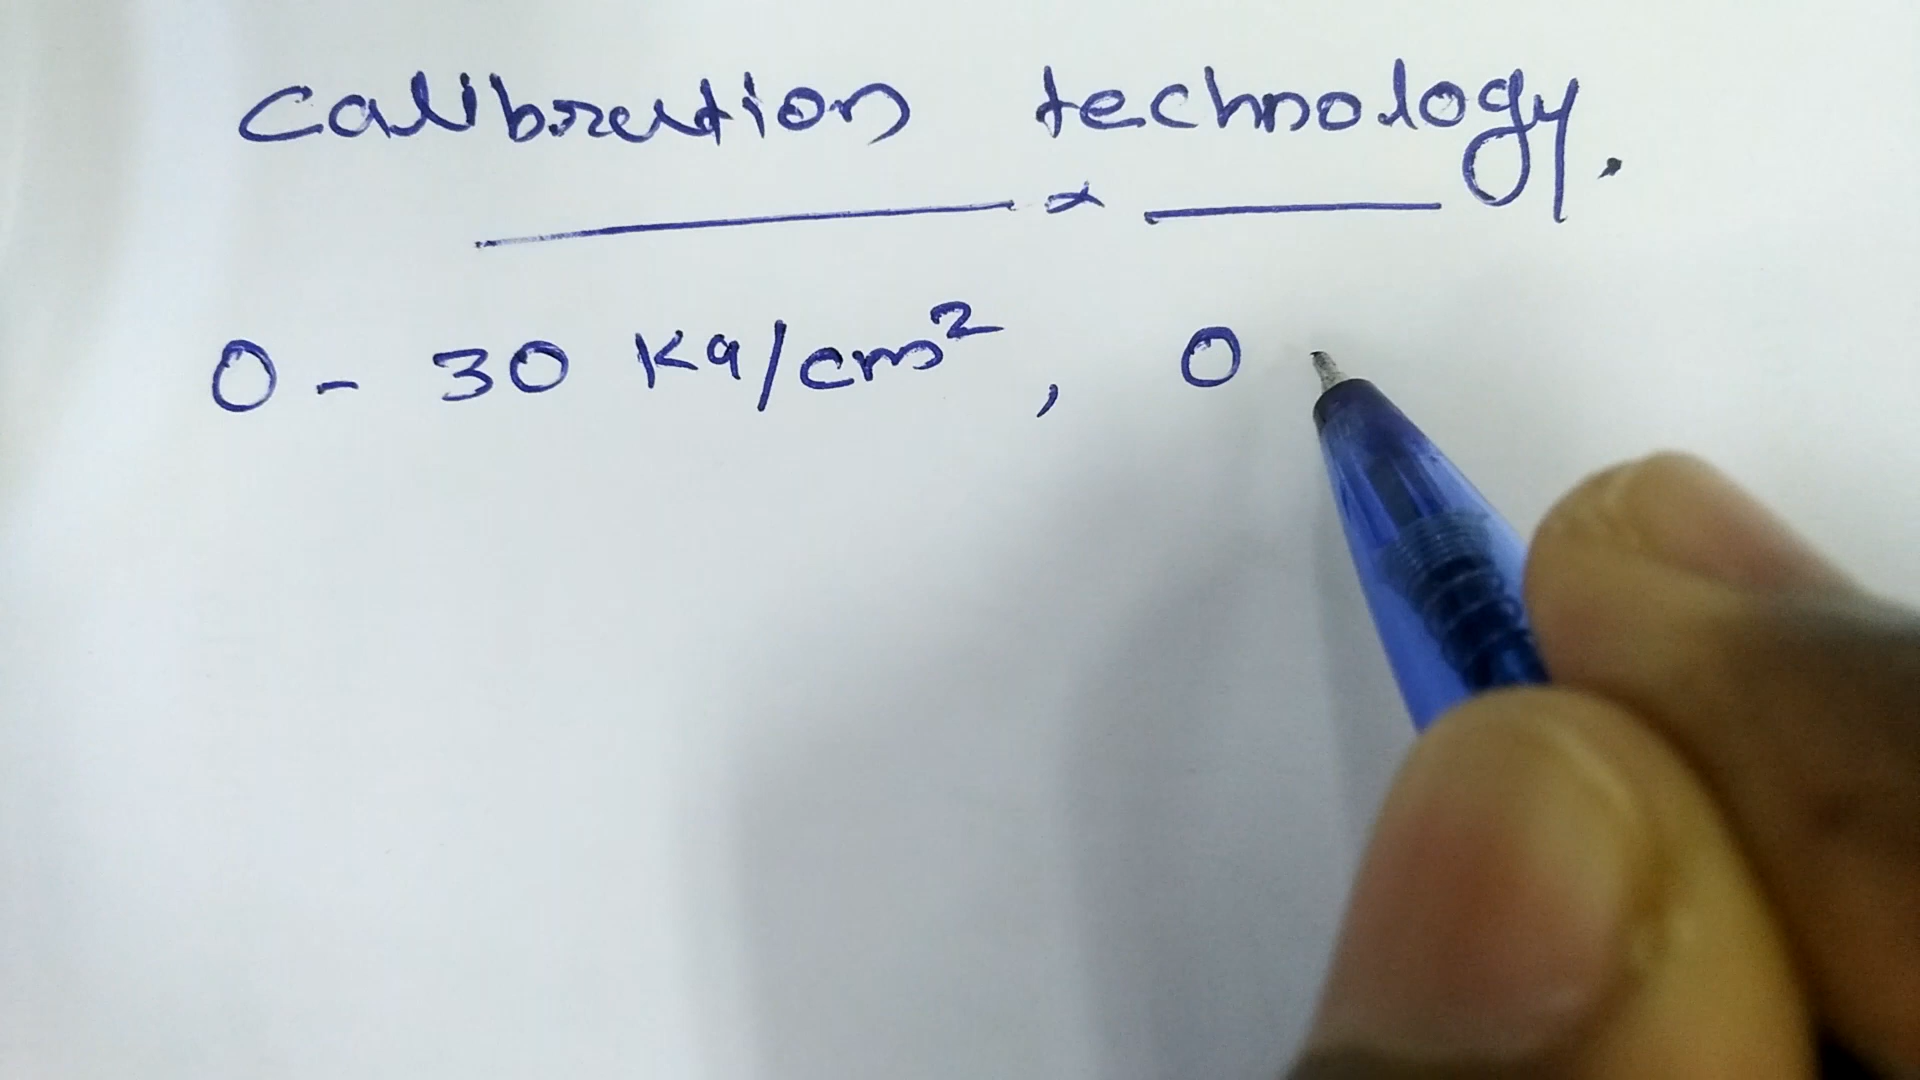 Calibration technology.
x
0 - 30 Kg/cm², 0